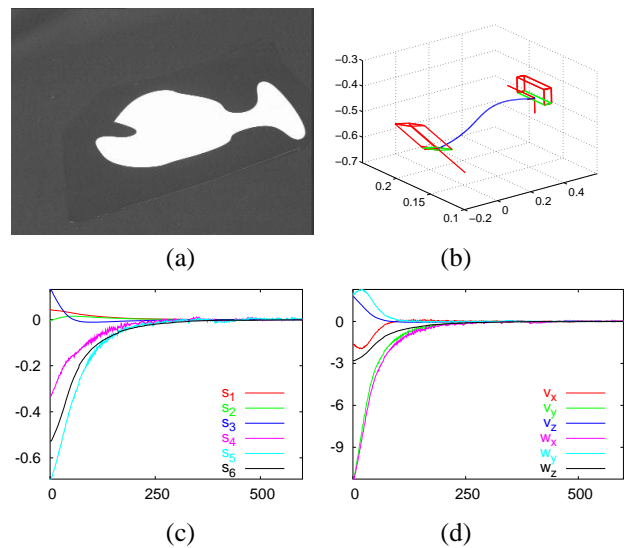 −0.3
−0.4
−0.5
−0.6
−0.7
0.2
0.15
0.1
−0.2
0
0.2
0.4
(a)
(b)
0
-0.2
-0.4
-0.6
0
250
500
s1
s2
s3
s4
s5
s6
0
-3
-6
-9
0
250
500
vx
vy
vz
wx
wy
wz
(c)
(d)